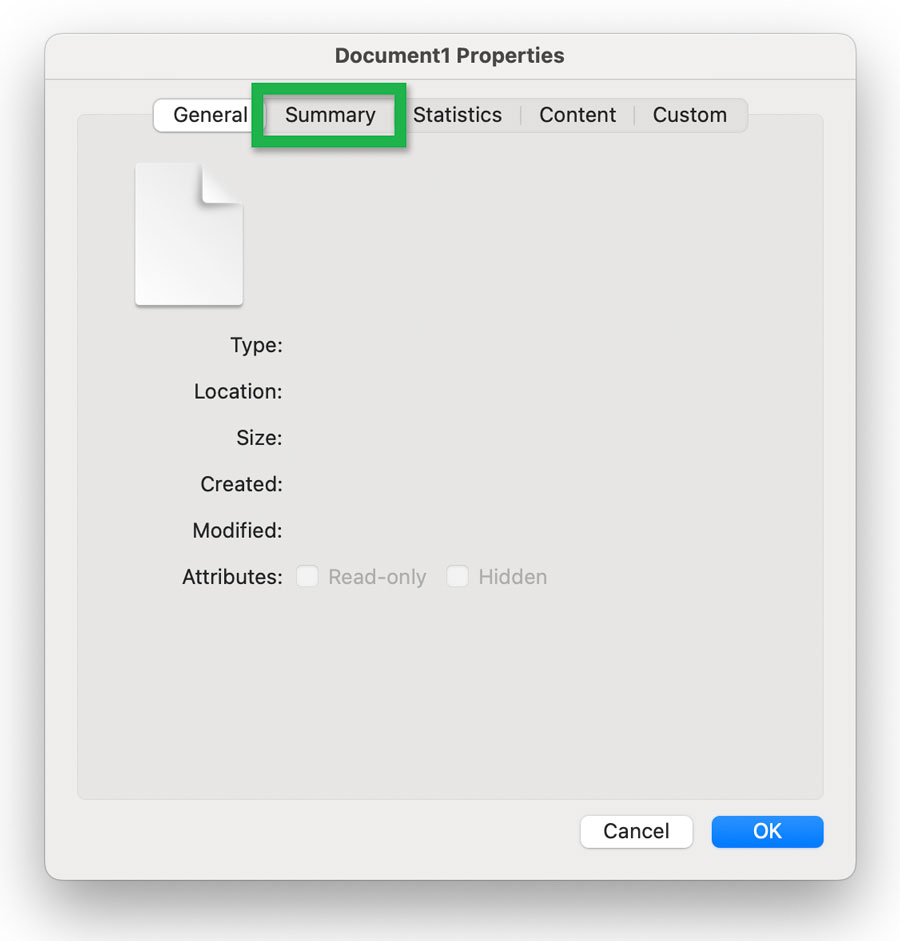 Document1 Properties
General Summary Statistics Content Custom
Type:
Location:
Size:
Created:
Modified:
Attributes: Read-only Hidden
Cancel OK